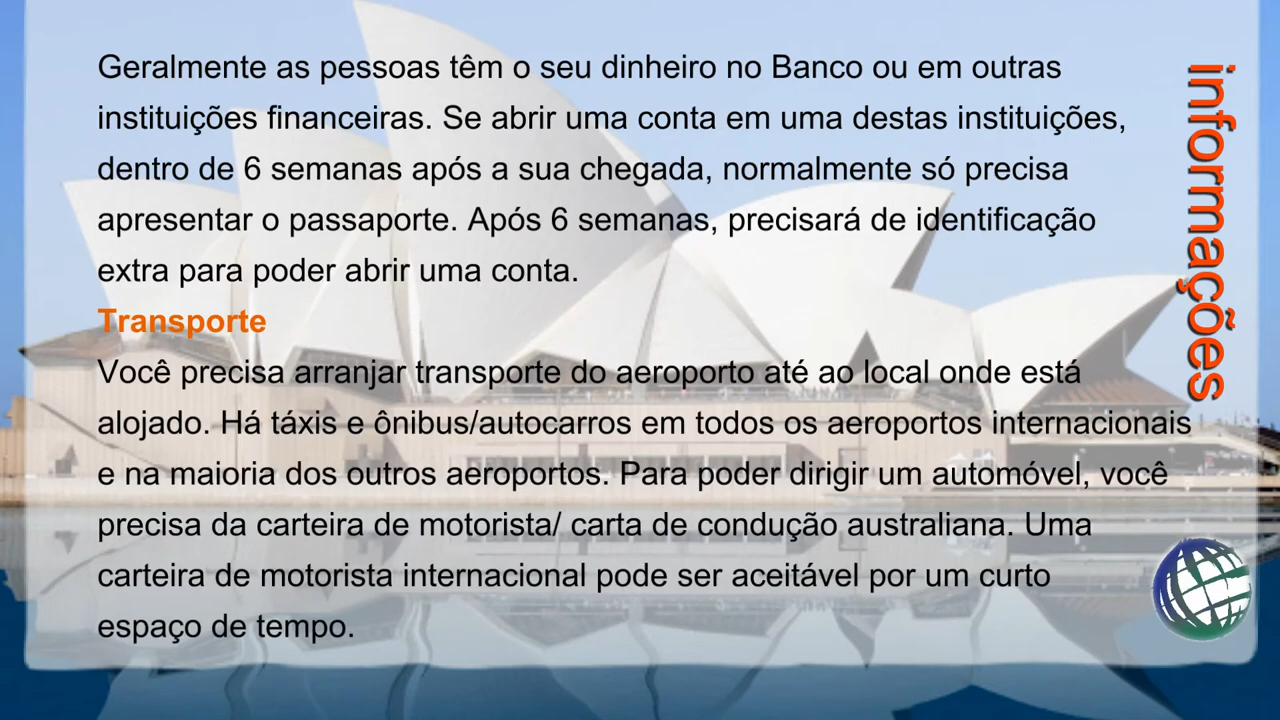 Geralmente as pessoas têm o seu dinheiro no Banco ou em outras
instituições financeiras. Se abrir uma conta em uma destas instituições,
dentro de 6 semanas após a sua chegada, normalmente só precisa
apresentar o passaporte. Após 6 semanas, precisará de identificação
extra para poder abrir uma conta.
Transporte
Você precisa arranjar transporte do aeroporto até ao local onde está
alojado. Há táxis e ônibus/autocarros em todos os aeroportos internacionais
e na maioria dos outros aeroportos. Para poder dirigir um automóvel, você
precisa da carteira de motorista/ carta de condução australiana. Uma
carteira de motorista internacional pode ser aceitável por um curto
espaço de tempo.
informações